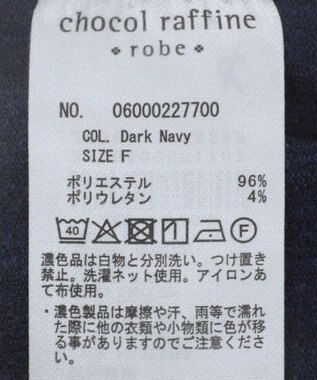 chocol raffine
robe
NO. 06000227700
COL. Dark Navy
SIZE F
ポリエステル 96%
ポリウレタン 4%
40 F
濃色品は白物と分別洗い。つけ置き
禁止。洗濯ネット使用。アイロンあ
て布使用。
・濃色製品は摩擦や汗、雨等で濡れ
た際に他の衣類や小物類に色が移
る事がありますのでご注意くださ
い。